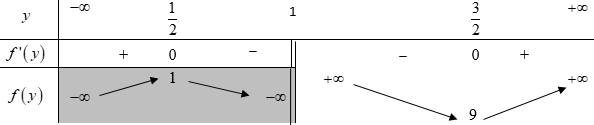 y −∞ 1/2 1 3/2 +∞
f'(y) + 0 − − 0 +
f(y) −∞ 1 −∞ +∞ 9 +∞